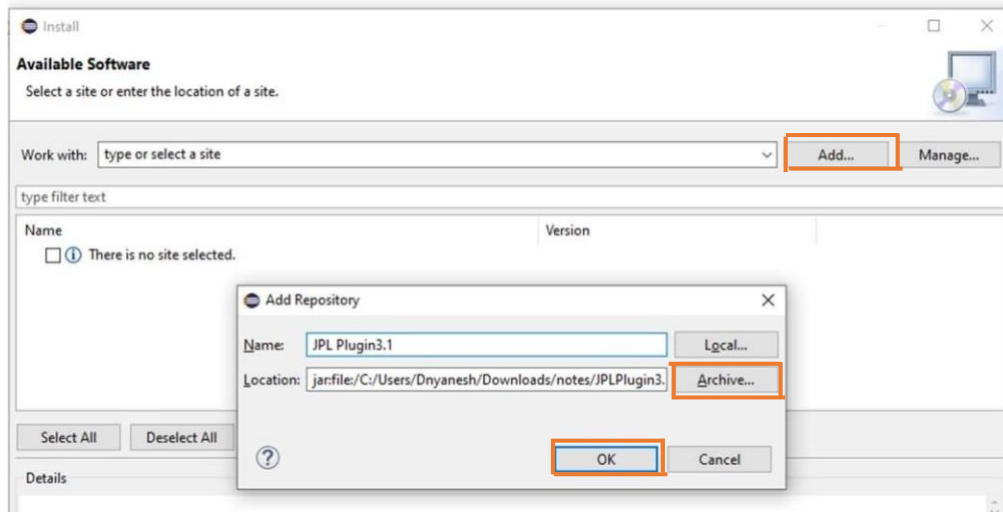 Install
Available Software
Select a site or enter the location of a site.
Work with: type or select a site Add... Manage...
type filter text
Name Version
There is no site selected.
Add Repository
Name: JPL Plugin3.1 Local...
Location: jar:file:/C:/Users/Dnyanesh/Downloads/notes/JPLPlugin3. Archive...
Select All Deselect All
OK Cancel
Details